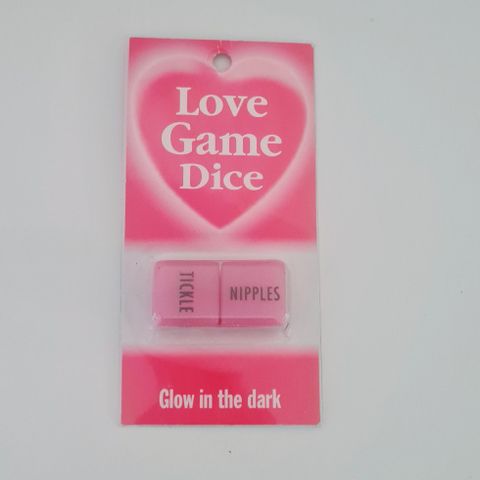 Love
Game
Dice
TICKLE
NIPPLES
Glow in the dark